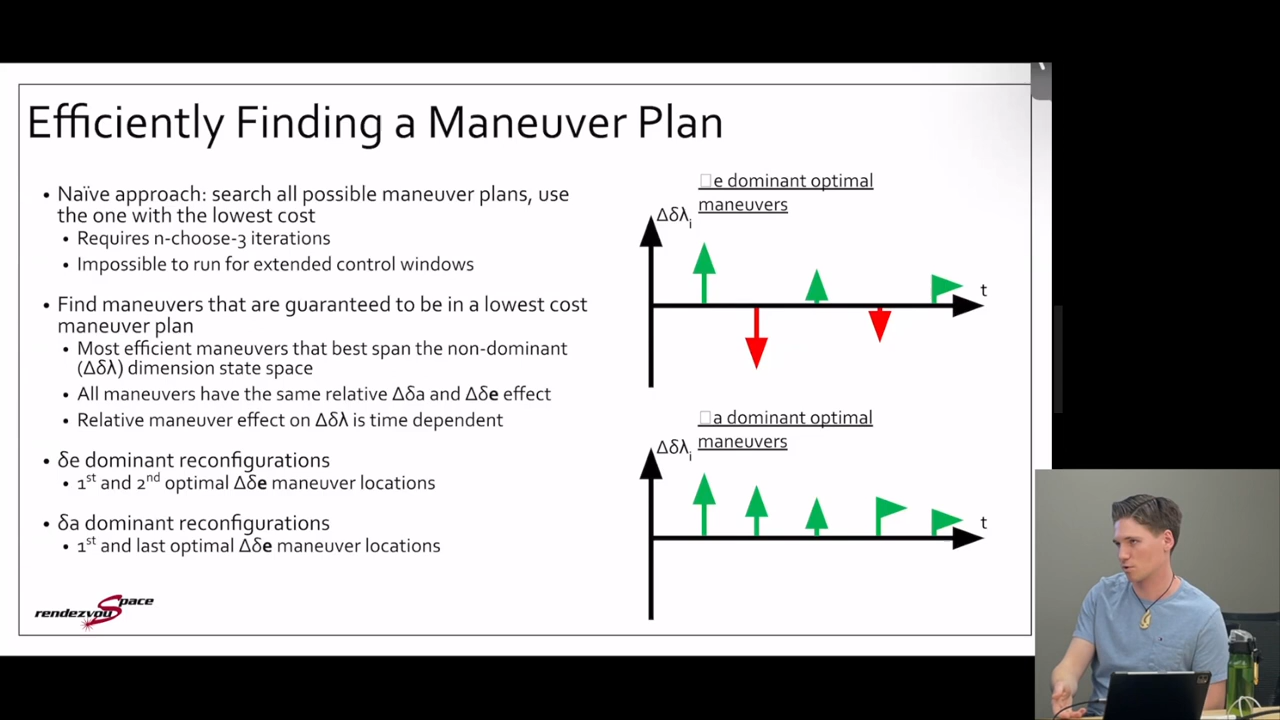 Efficiently Finding a Maneuver Plan
• Naïve approach: search all possible maneuver plans, use
the one with the lowest cost
• Requires n-choose-3 iterations
• Impossible to run for extended control windows
• Find maneuvers that are guaranteed to be in a lowest cost
maneuver plan
• Most efficient maneuvers that best span the non-dominant
(Δδλ) dimension state space
• All maneuvers have the same relative Δδa and Δδe effect
• Relative maneuver effect on Δδλ is time dependent
• δe dominant reconfigurations
• 1st and 2nd optimal Δδe maneuver locations
• δa dominant reconfigurations
• 1st and last optimal Δδe maneuver locations
rendezvouSpace
□e dominant optimal
maneuvers
Δδλi
t
□a dominant optimal
maneuvers
Δδλi
t